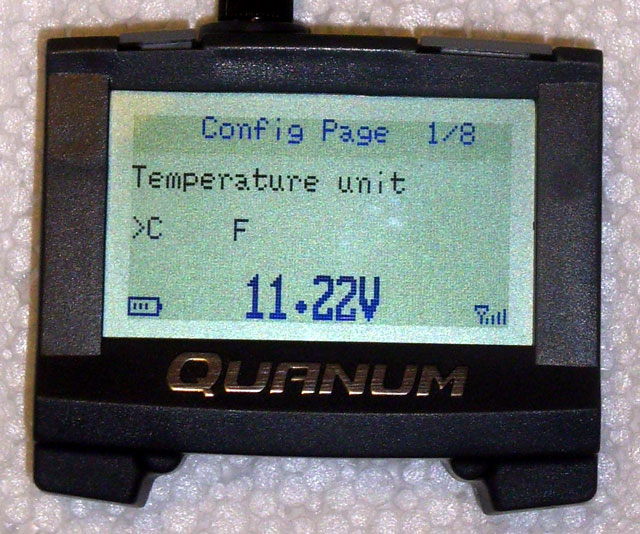 Config Page 1/8
Temperature unit
>C F
11.22V
QUANUM